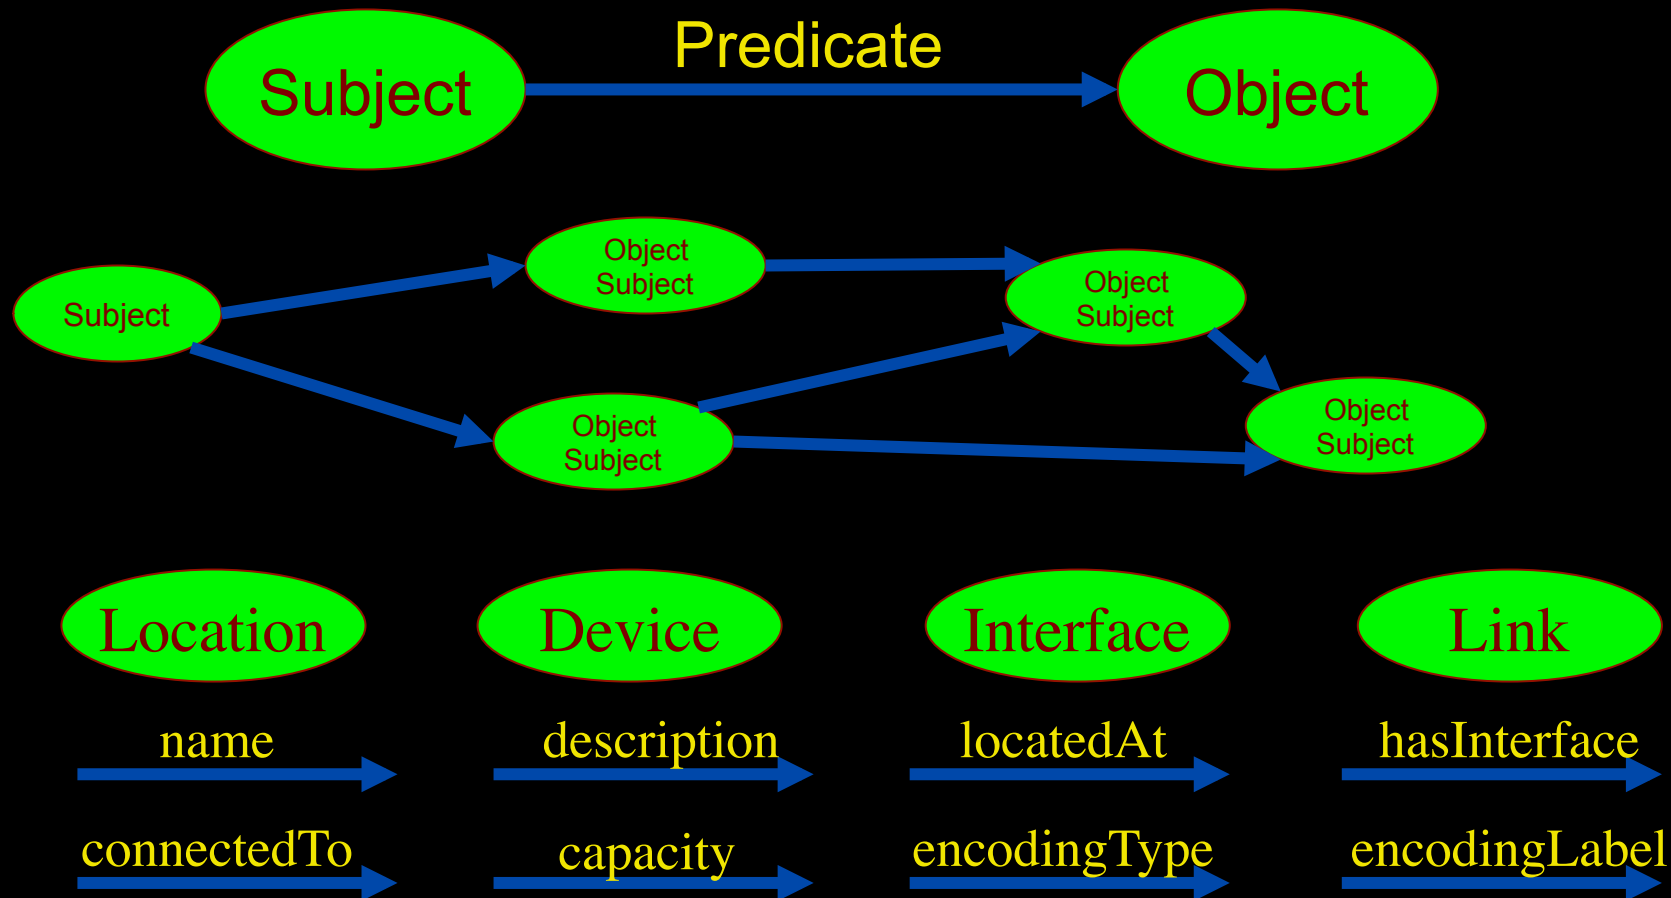 Predicate
Subject
Object
Object
Subject
Object
Subject
Subject
Object
Subject
Object
Subject
Location
Device
Interface
Link
name
description
locatedAt
hasInterface
connectedTo
capacity
encodingType
encodingLabel